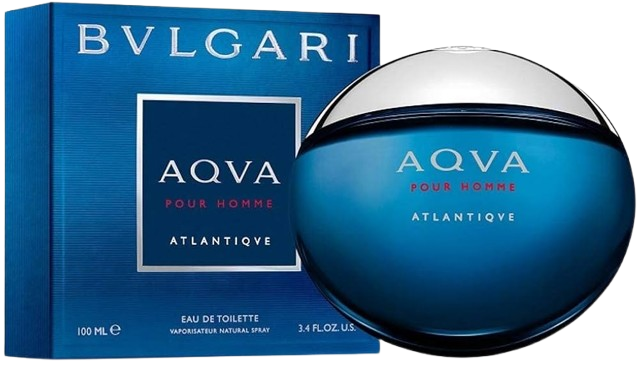 BVLGARI
AQVA
POUR HOMME
ATLANTIQVE
EAU DE TOILETTE
100 ML ℮
VAPORISATEUR NATURAL SPRAY
3.4 FL.OZ. U.S.
AQVA
POUR HOMME
ATLANTIQVE